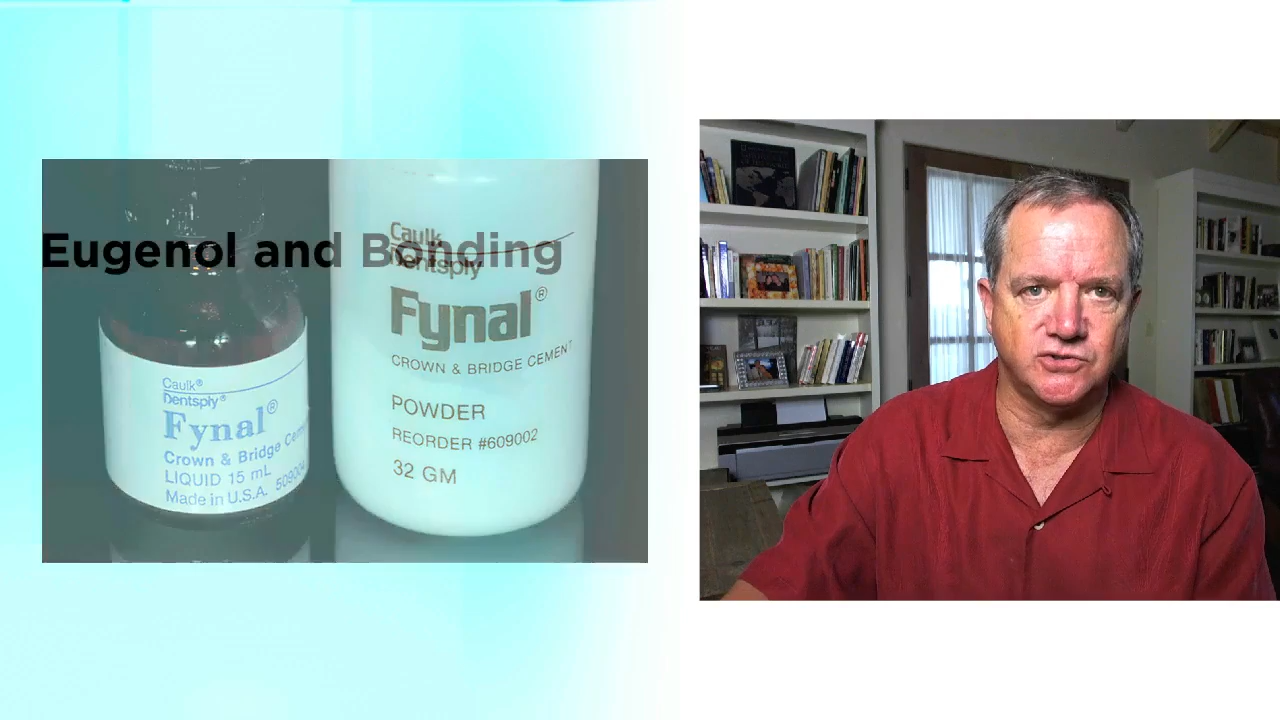 Eugenol and Bonding
Caulk
Dentsply
Fynal®
CROWN & BRIDGE CEMENT
POWDER
REORDER #609002
32 GM
Caulk®
Dentsply®
Fynal®
Crown & Bridge
LIQUID 15 mL
Made in U.S.A.